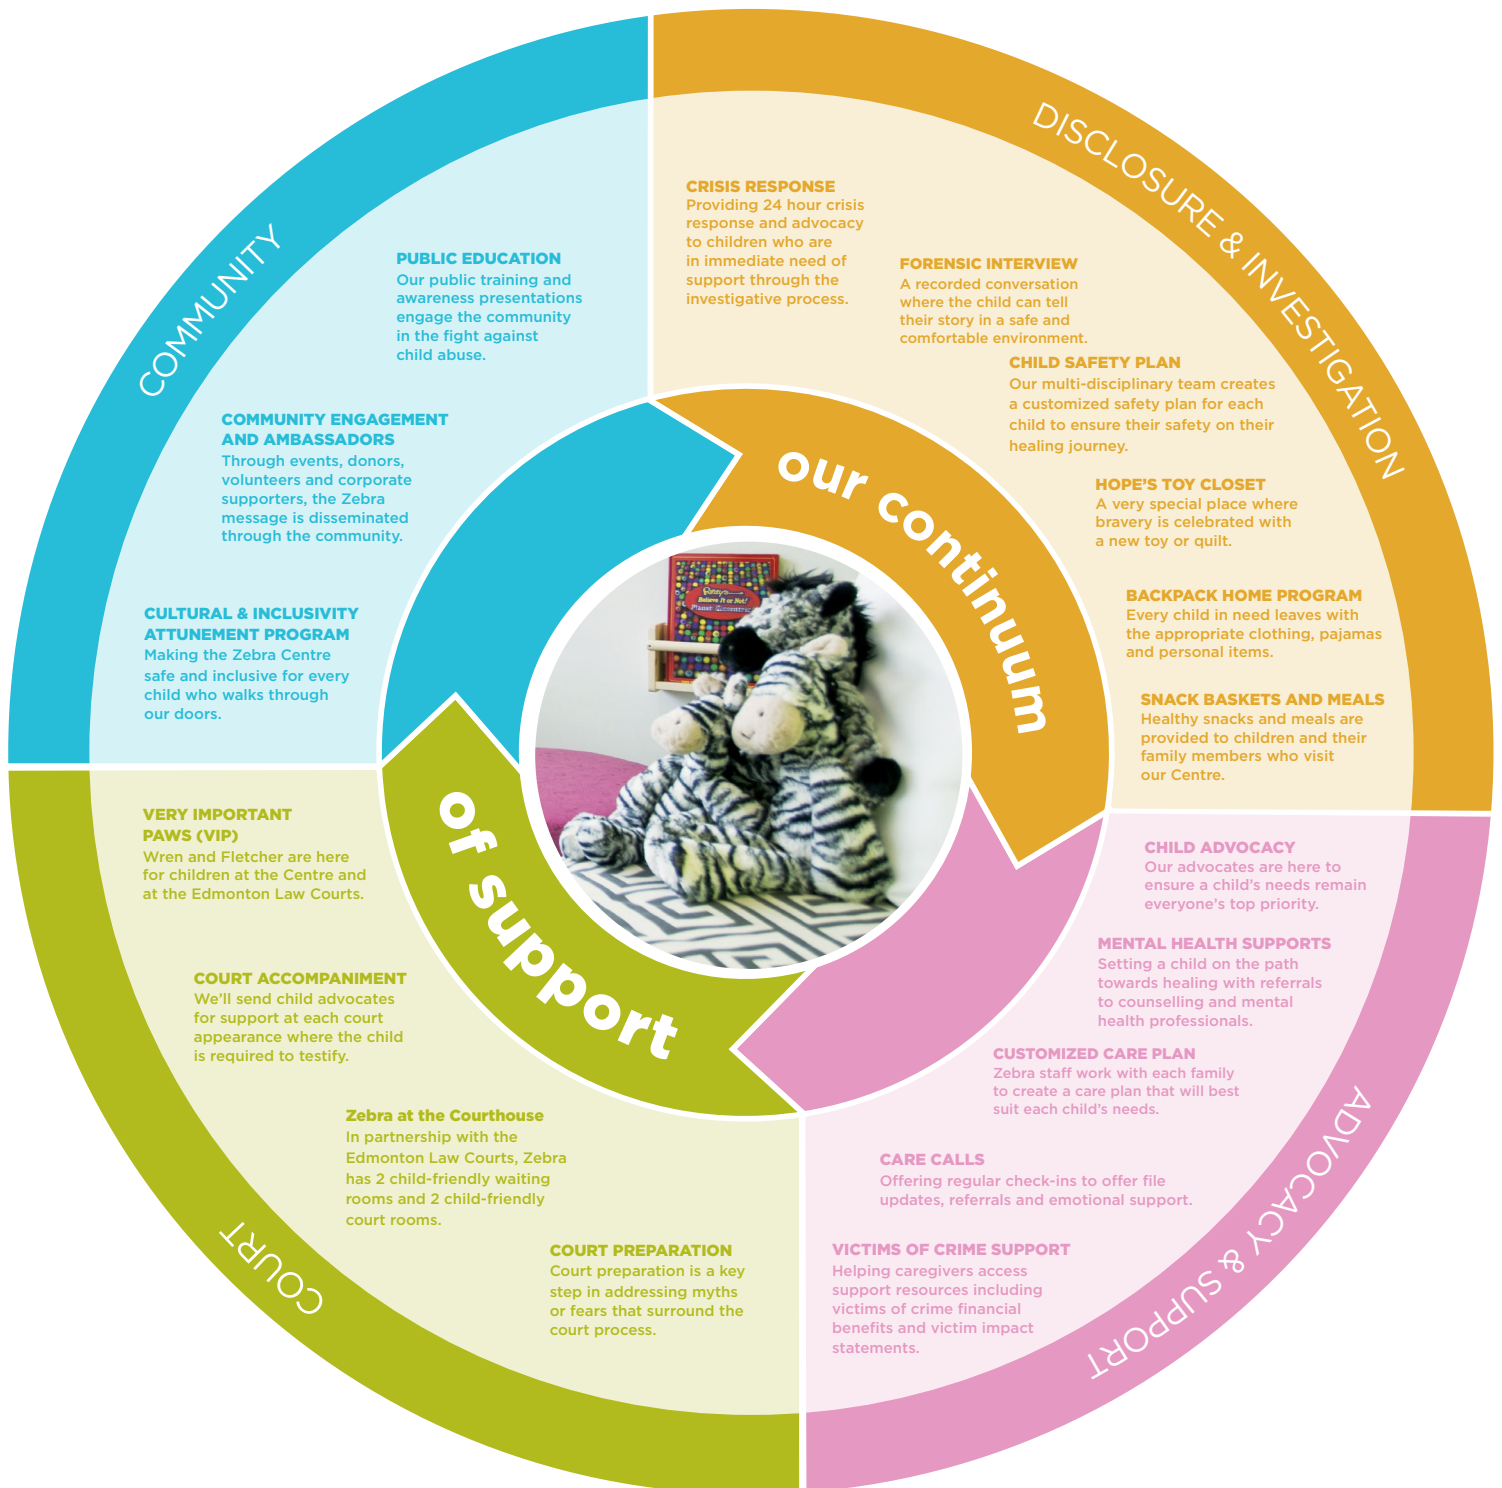 COMMUNITY
PUBLIC EDUCATION
Our public training and
awareness presentations
engage the community
in the fight against
child abuse.
COMMUNITY ENGAGEMENT
AND AMBASSADORS
Through events, donors,
volunteers and corporate
supporters, the Zebra
message is disseminated
through the community.
CULTURAL & INCLUSIVITY
ATTUNEMENT PROGRAM
Making the Zebra Centre
safe and inclusive for every
child who walks through
our doors.
DISCLOSURE & INVESTIGATION
CRISIS RESPONSE
Providing 24 hour crisis
response and advocacy
to children who are
in immediate need of
support through the
investigative process.
FORENSIC INTERVIEW
A recorded conversation
where the child can tell
their story in a safe and
comfortable environment.
CHILD SAFETY PLAN
Our multi-disciplinary team creates
a customized safety plan for each
child to ensure their safety on their
healing journey.
HOPE’S TOY CLOSET
A very special place where
bravery is celebrated with
a new toy or quilt.
BACKPACK HOME PROGRAM
Every child in need leaves with
the appropriate clothing, pajamas
and personal items.
SNACK BASKETS AND MEALS
Healthy snacks and meals are
provided to children and their
family members who visit
our Centre.
our continuum
of support
Ripley's
Believe It or Not!
Planet Eccentric
ADVOCACY & SUPPORT
CHILD ADVOCACY
Our advocates are here to
ensure a child’s needs remain
everyone’s top priority.
MENTAL HEALTH SUPPORTS
Setting a child on the path
towards healing with referrals
to counselling and mental
health professionals.
CUSTOMIZED CARE PLAN
Zebra staff work with each family
to create a care plan that will best
suit each child’s needs.
CARE CALLS
Offering regular check-ins to offer file
updates, referrals and emotional support.
VICTIMS OF CRIME SUPPORT
Helping caregivers access
support resources including
victims of crime financial
benefits and victim impact
statements.
COURT
VERY IMPORTANT
PAWS (VIP)
Wren and Fletcher are here
for children at the Centre and
at the Edmonton Law Courts.
COURT ACCOMPANIMENT
We’ll send child advocates
for support at each court
appearance where the child
is required to testify.
Zebra at the Courthouse
In partnership with the
Edmonton Law Courts, Zebra
has 2 child-friendly waiting
rooms and 2 child-friendly
court rooms.
COURT PREPARATION
Court preparation is a key
step in addressing myths
or fears that surround the
court process.